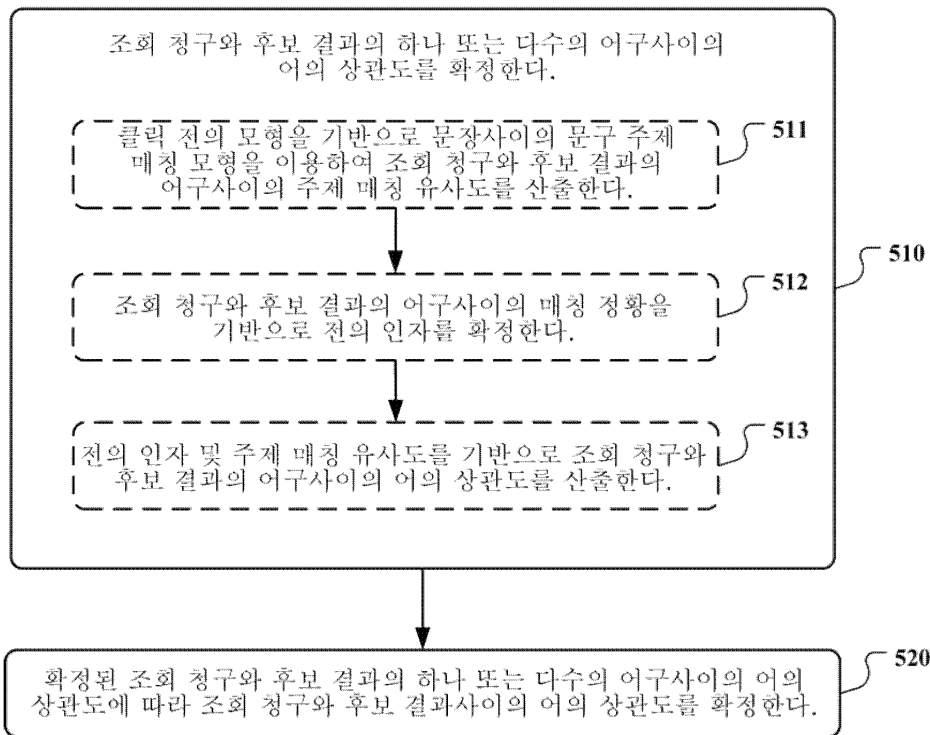 조회 청구와 후보 결과의 하나 또는 다수의 어구사이의
어의 상관도를 확정한다.
클릭 전의 모형을 기반으로 문장사이의 문구 주제
매칭 모형을 이용하여 조회 청구와 후보 결과의
어구사이의 주제 매칭 유사도를 산출한다.
511
510
조회 청구와 후보 결과의 어구사이의 매칭 정황을
기반으로 전의 인자를 확정한다.
512
전의 인자 및 주제 매칭 유사도를 기반으로 조회 청구와
후보 결과의 어구사이의 어의 상관도를 산출한다.
513
확정된 조회 청구와 후보 결과의 하나 또는 다수의 어구사이의 어의
상관도에 따라 조회 청구와 후보 결과사이의 어의 상관도를 확정한다.
520